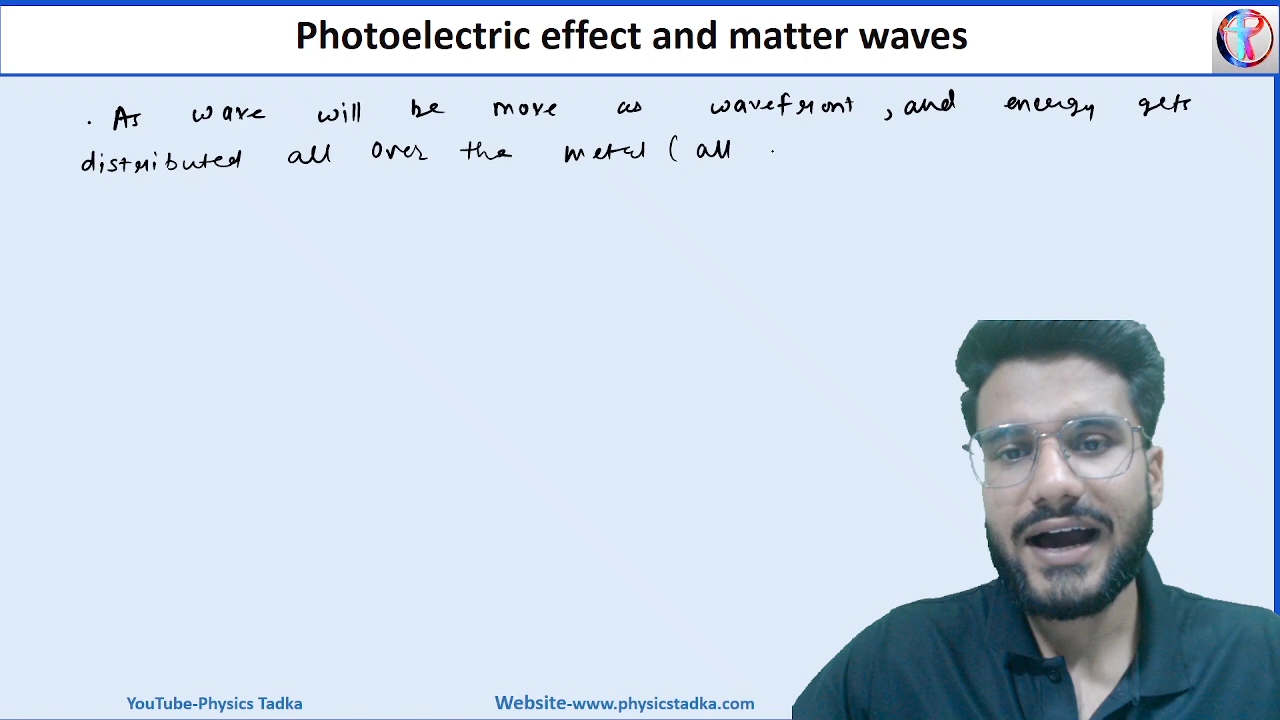 Photoelectric effect and matter waves
. As wave will be move as wavefront , and energy gets
distributed all over the metal ( all
YouTube-Physics Tadka
Website-www.physicstadka.com